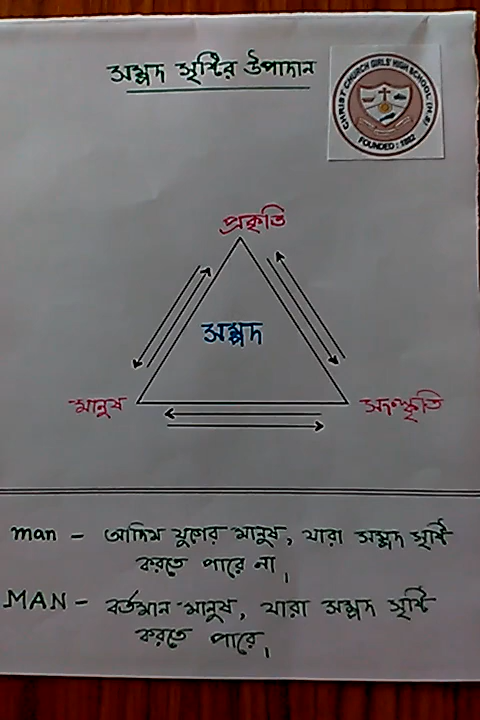 সম্পদ সৃষ্টির উপাদান
CHRIST CHURCH GIRLS' HIGH SCHOOL (H.S)
FOUNDED : 1882
প্রকৃতি
সম্পদ
মানুষ
সংস্কৃতি
man - আদিম যুগের মানুষ, যারা সম্পদ সৃষ্টি
করতে পারে না।
MAN - বর্তমান মানুষ, যারা সম্পদ সৃষ্টি
করতে পারে।